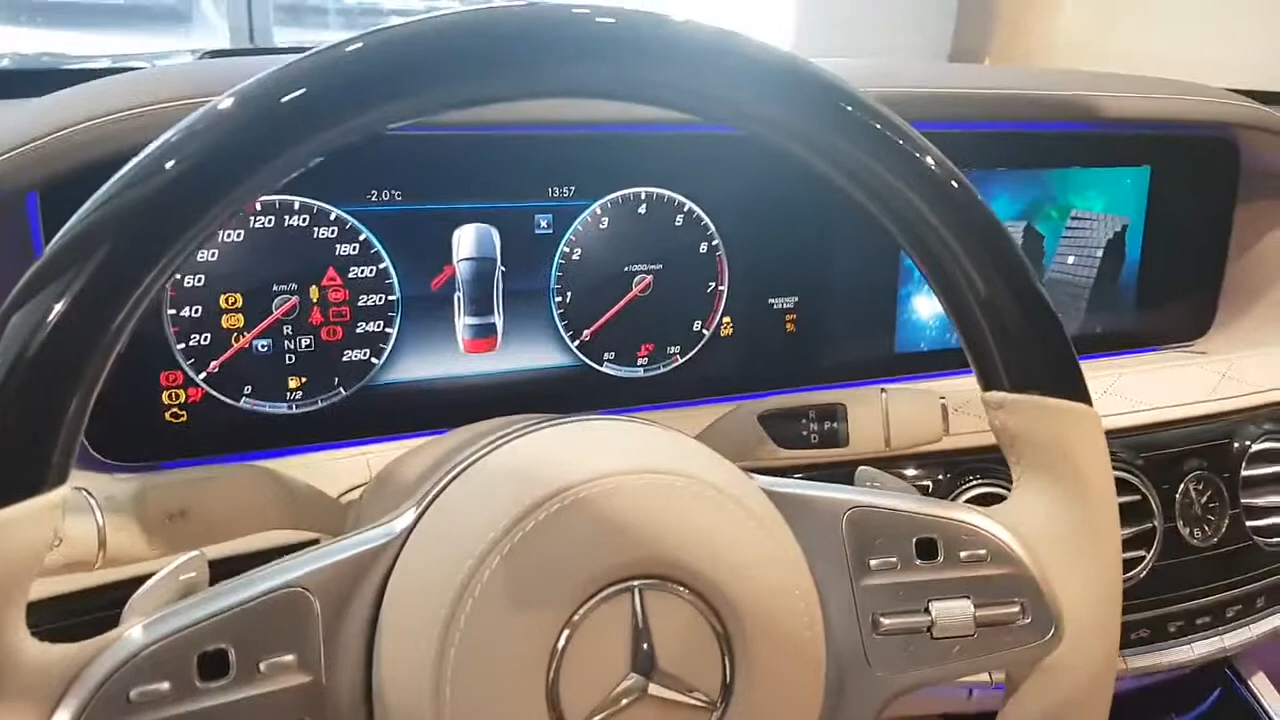 -2.0°C
13:57
20
40
60
80
100
120
140
160
180
200
220
240
260
km/h
R
N
D
P
C
0
1/2
1
1
2
3
4
5
6
7
8
x1000/min
50
90
130
OFF
PASSENGER
AIR BAG
OFF
R
N P
D